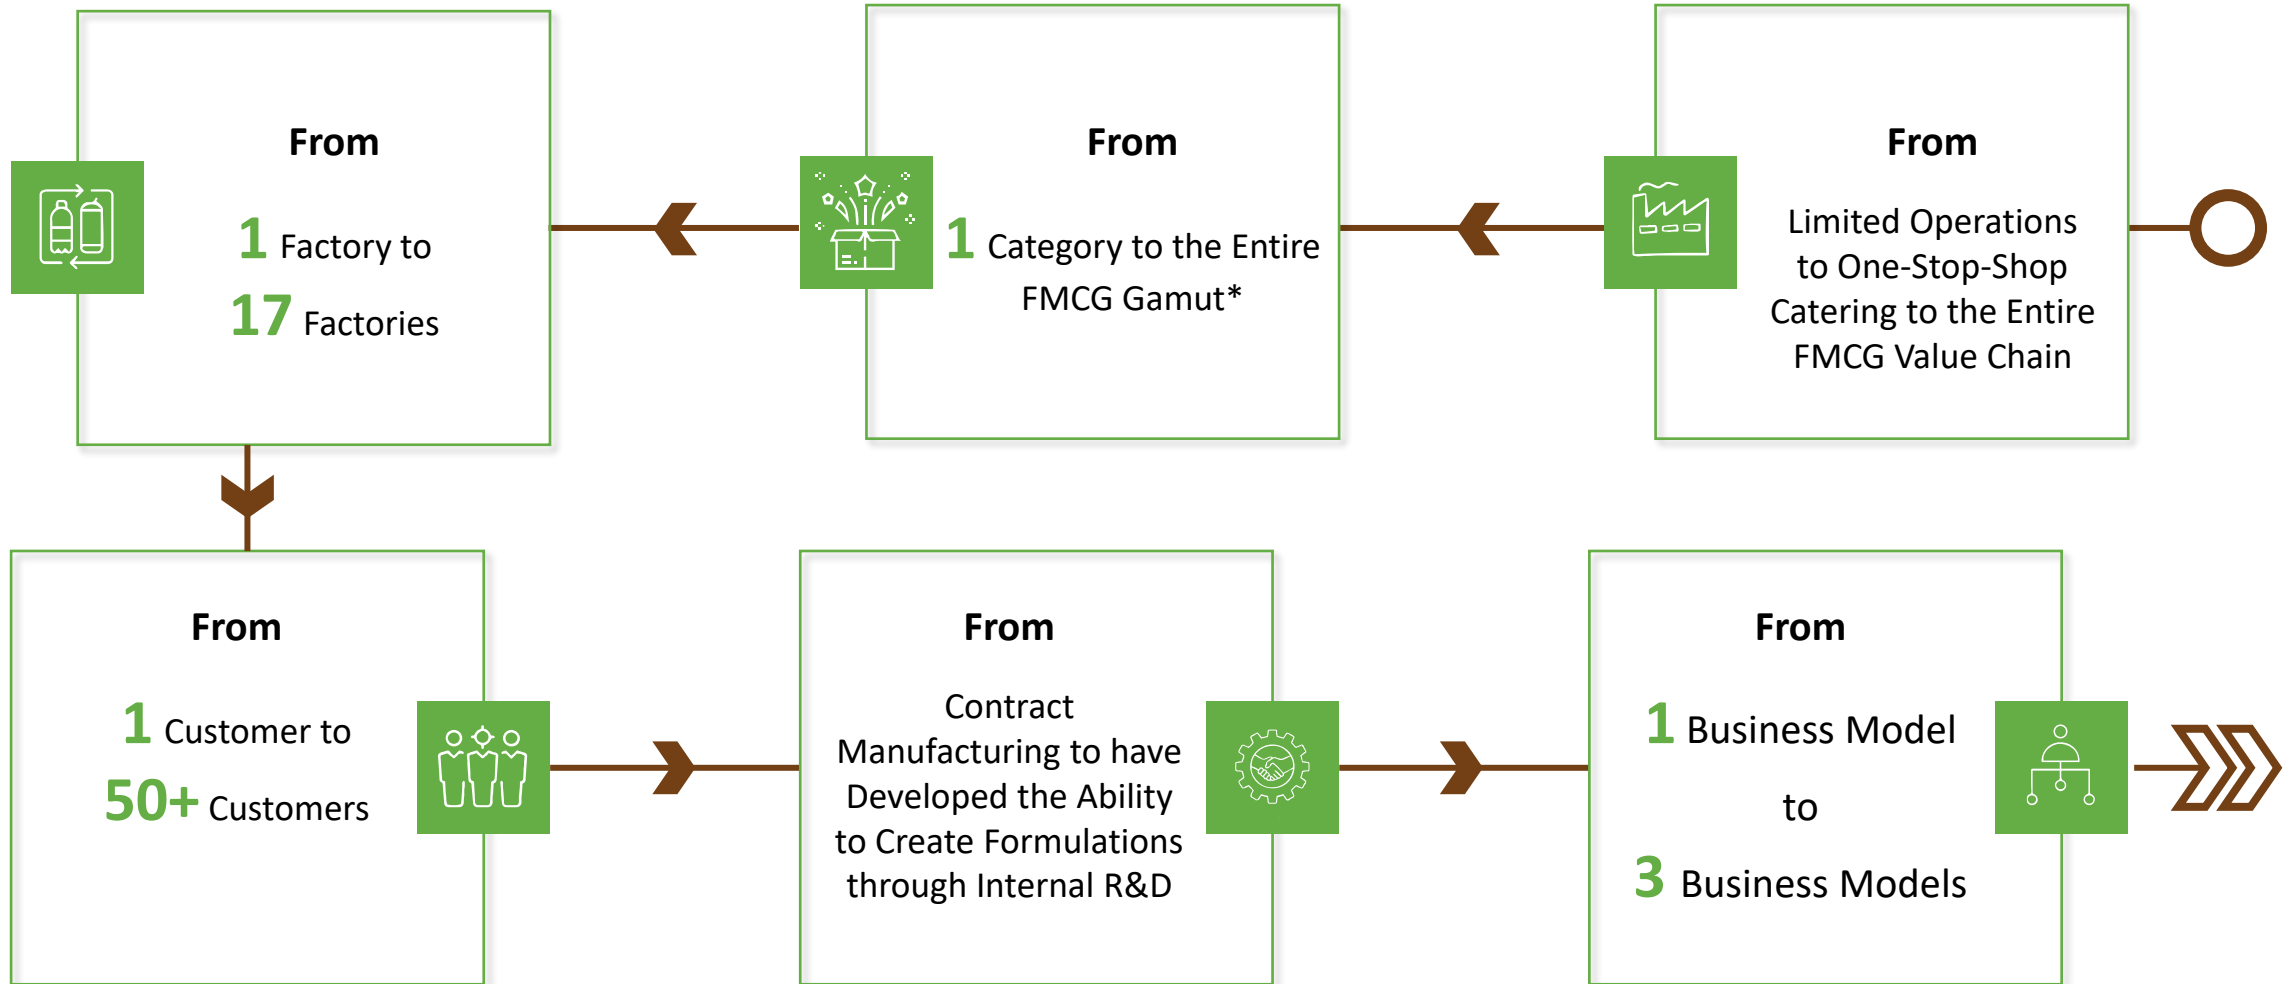 From
1 Factory to
17 Factories
From
1 Category to the Entire
FMCG Gamut*
From
Limited Operations
to One-Stop-Shop
Catering to the Entire
FMCG Value Chain
From
1 Customer to
50+ Customers
From
Contract
Manufacturing to have
Developed the Ability
to Create Formulations
through Internal R&D
From
1 Business Model
to
3 Business Models